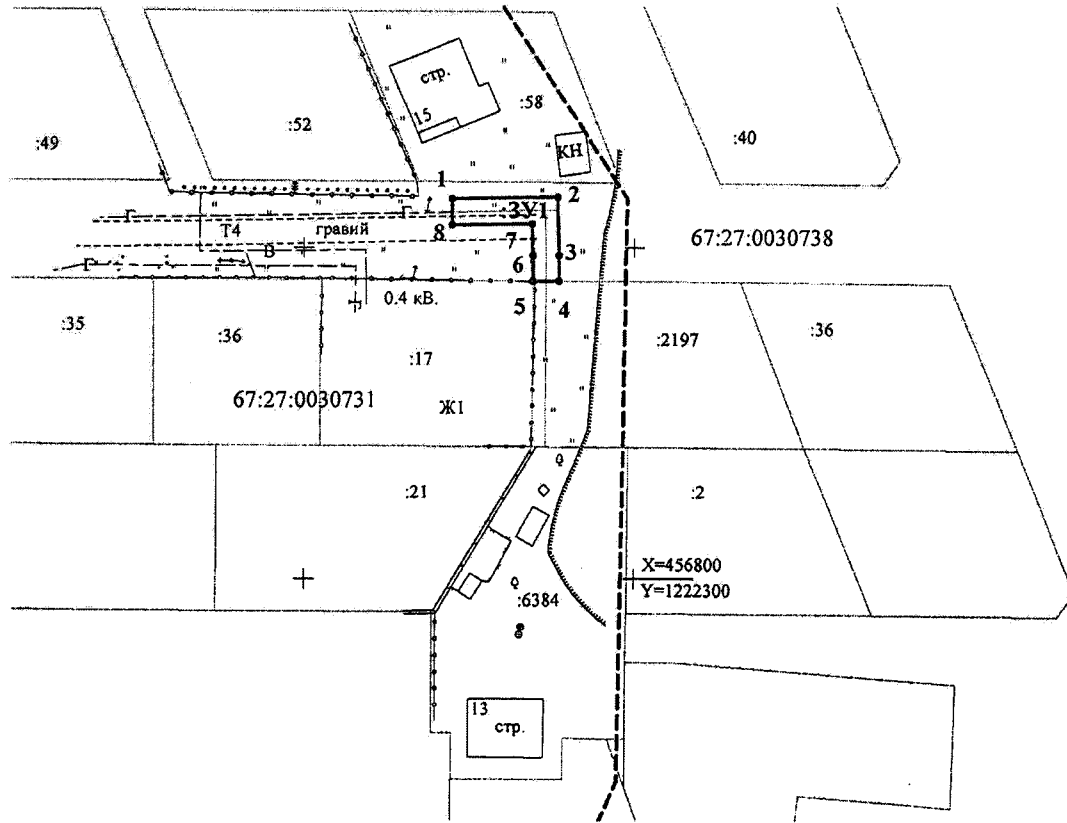 стр.
15
:58
:52
:49
КН
:40
1
2
Г
Г
ЗУ1
Т4
гравий
8
7
3
67:27:0030738
В
Г
6
0.4 кВ.
5
4
:35
:36
:17
:2197
:36
67:27:0030731
Ж1
:21
:2
X=456800
Y=1222300
:6384
13
стр.